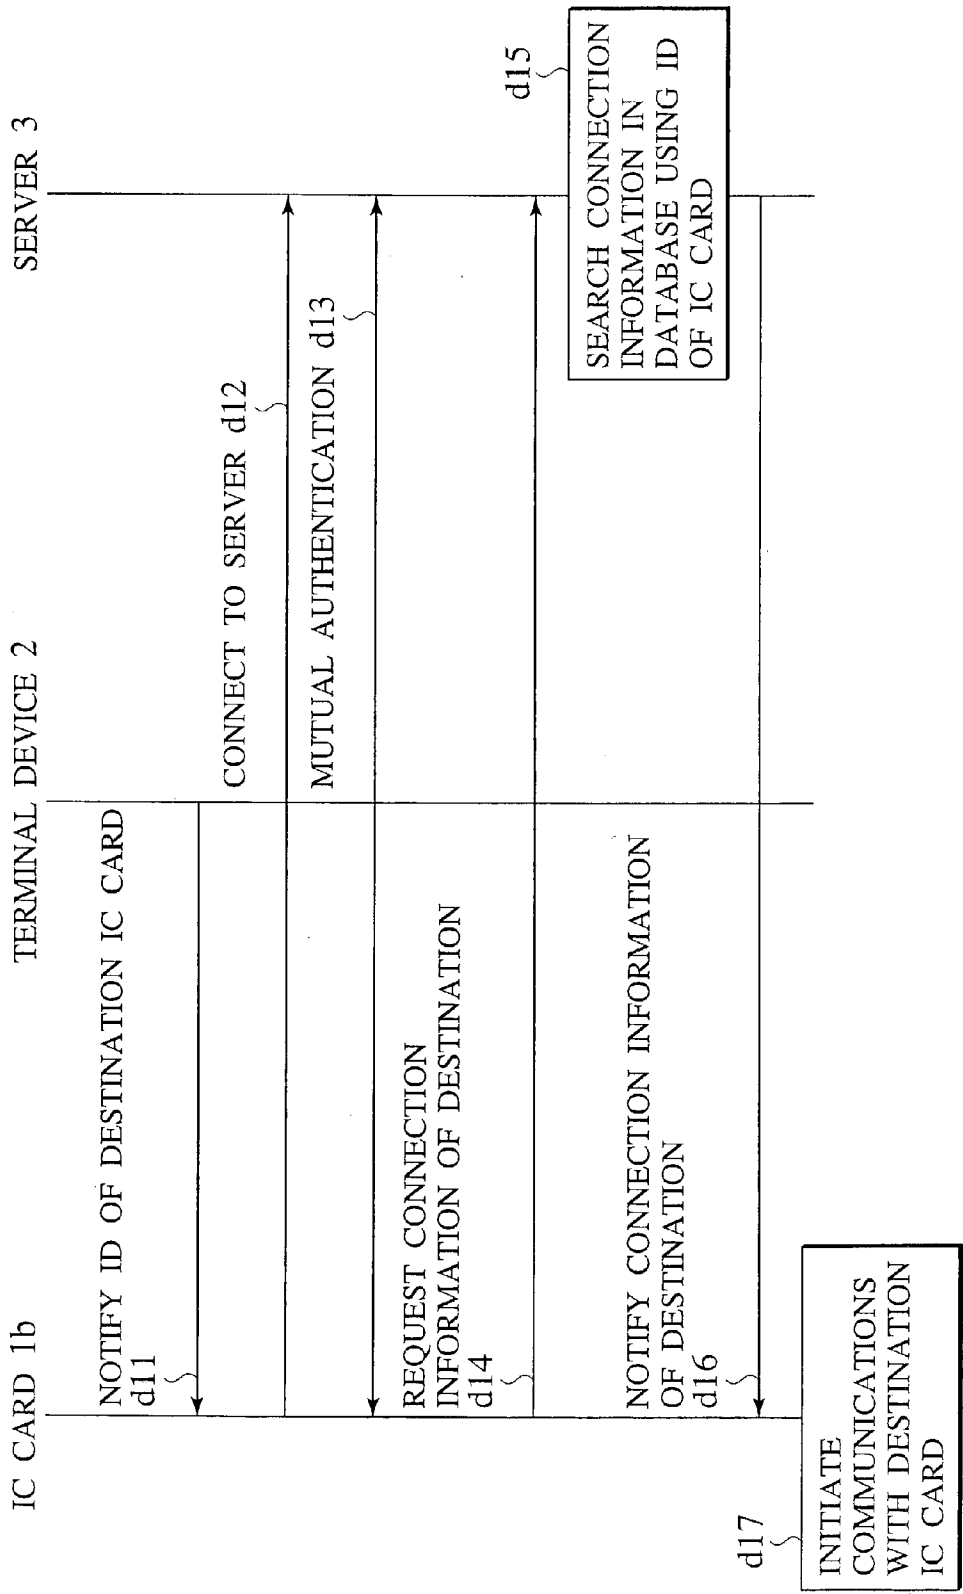 IC CARD 1b
TERMINAL DEVICE 2
SERVER 3
NOTIFY ID OF DESTINATION IC CARD
d11
CONNECT TO SERVER d12
MUTUAL AUTHENTICATION d13
REQUEST CONNECTION
INFORMATION OF DESTINATION
d14
d15
SEARCH CONNECTION
INFORMATION IN
DATABASE USING ID
OF IC CARD
NOTIFY CONNECTION INFORMATION
OF DESTINATION
d16
d17
INITIATE
COMMUNICATIONS
WITH DESTINATION
IC CARD